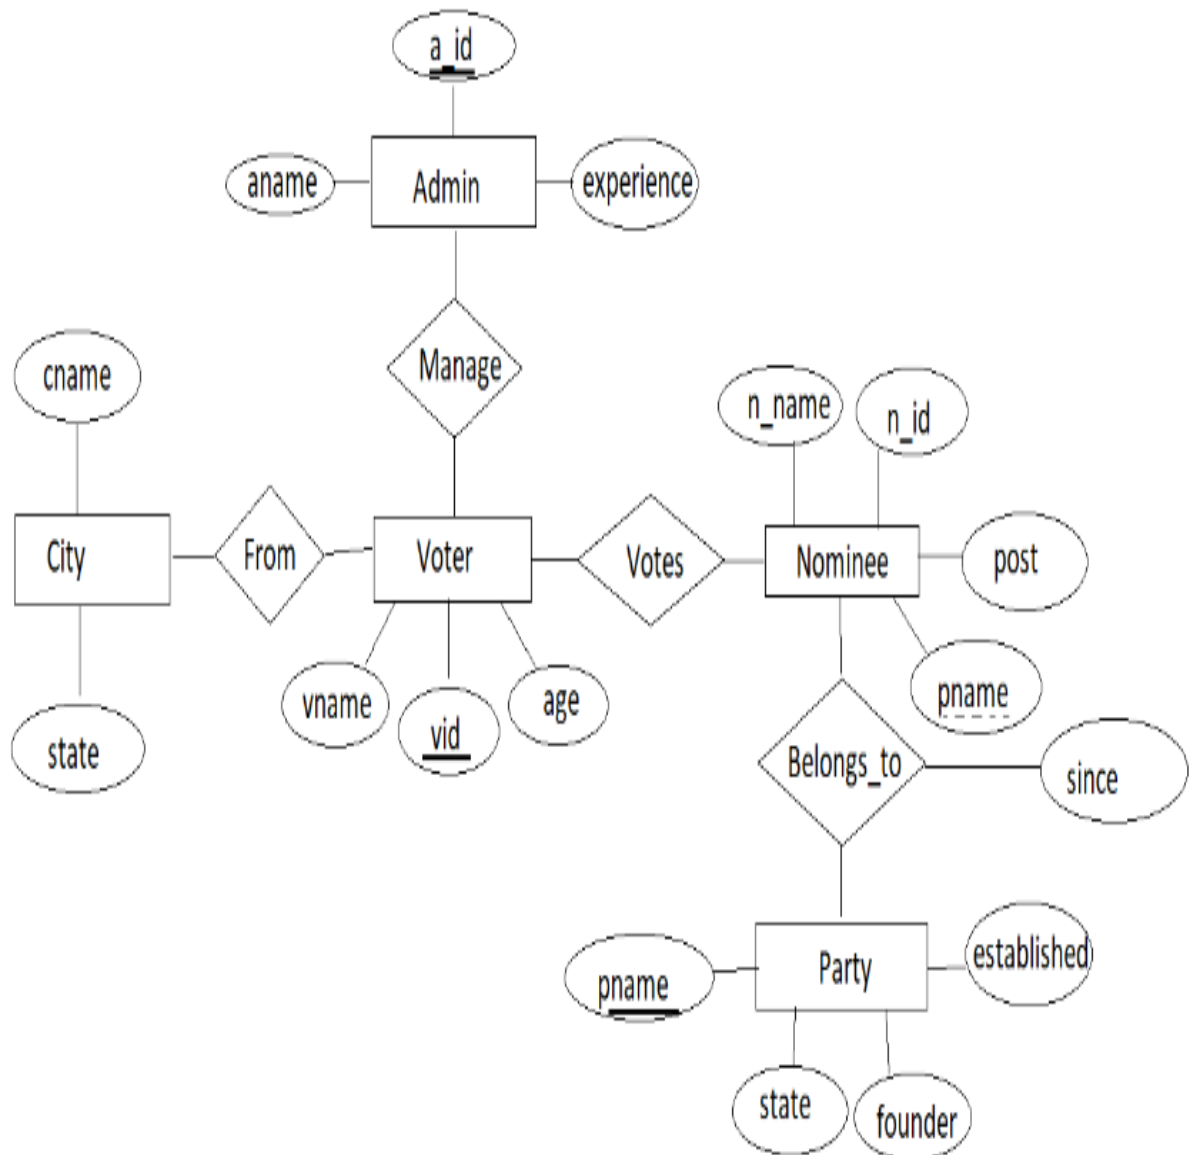 a_id
aname
Admin
experience
Manage
cname
n_name
n_id
City
From
Voter
Votes
Nominee
post
vname
vid
age
pname
state
Belongs_to
since
pname
Party
established
state
founder